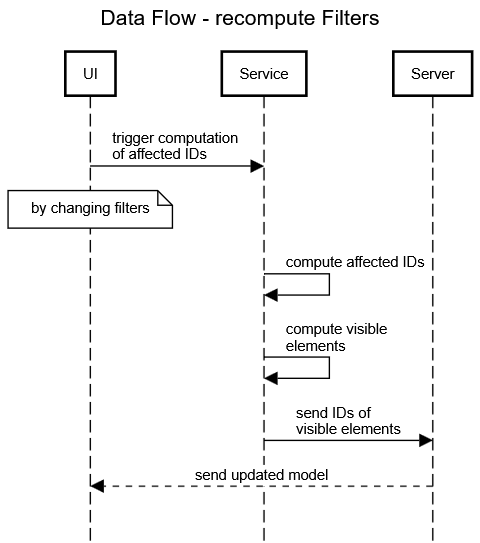 Data Flow - recompute Filters
UI
Service
Server
trigger computation
of affected IDs
by changing filters
compute affected IDs
compute visible
elements
send IDs of
visible elements
send updated model